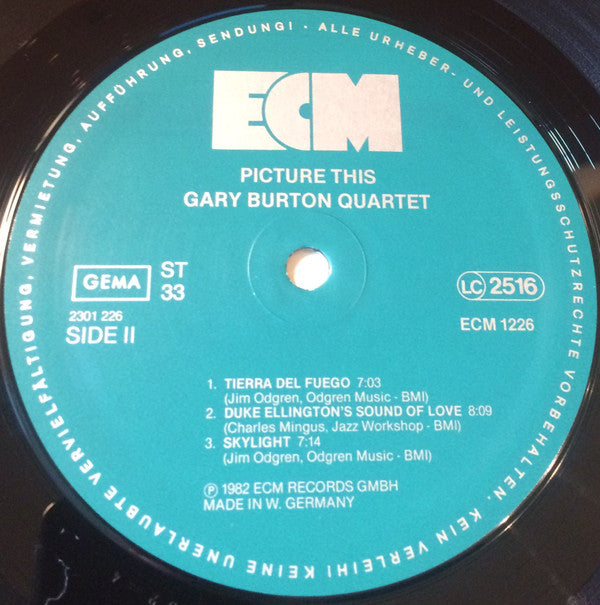 ALLE URHEBER- UND LEISTUNGSSCHUTZRECHTE VORBEHALTEN. KEIN VERLEIH! KEINE UNERLAUBTE VERVIELFÄLTIGUNG, VERMIETUNG, AUFFÜHRUNG, SENDUNG! -
ECM
PICTURE THIS
GARY BURTON QUARTET
GEMA
ST
33
LC 2516
2301 226
SIDE II
ECM 1226
1. TIERRA DEL FUEGO 7:03
(Jim Odgren, Odgren Music - BMI)
2. DUKE ELLINGTON'S SOUND OF LOVE 8:09
(Charles Mingus, Jazz Workshop - BMI)
3. SKYLIGHT 7:14
(Jim Odgren, Odgren Music - BMI)
Ⓟ 1982 ECM RECORDS GMBH
MADE IN W. GERMANY